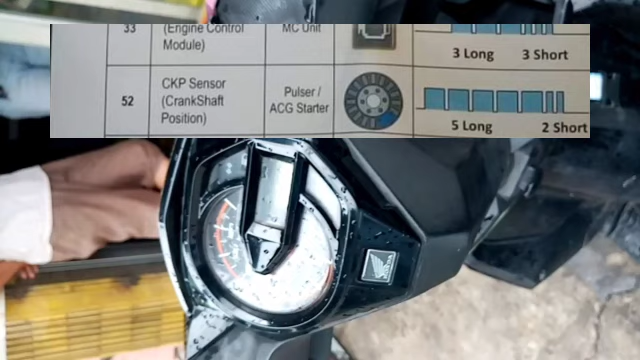 33
(Engine Control
Module)
MC Unit
3 Long 3 Short
52
CKP Sensor
(CrankShaft
Position)
Pulser /
ACG Starter
5 Long 2 Short
HONDA